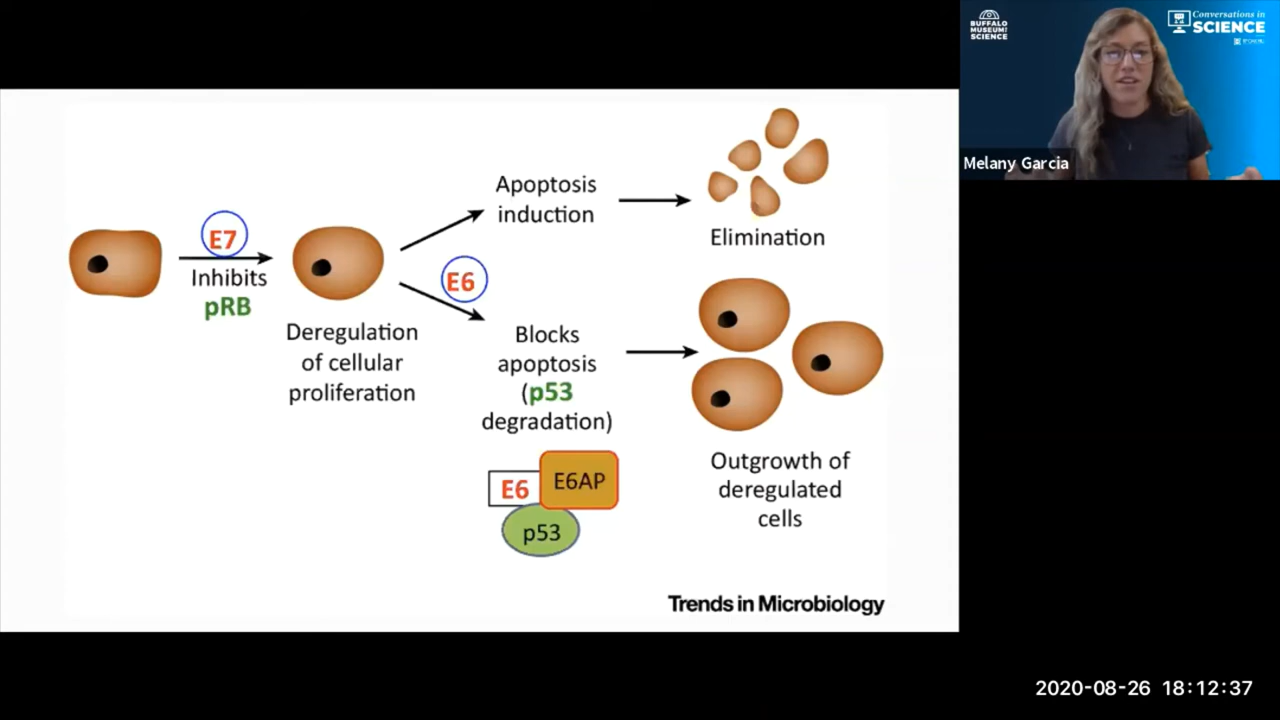 E7
Inhibits
pRB
Deregulation
of cellular
proliferation
Apoptosis
induction
Elimination
E6
Blocks
apoptosis
(p53
degradation)
E6
E6AP
p53
Outgrowth of
deregulated
cells
Trends in Microbiology
BUFFALO
MUSEUM OF
SCIENCE
Conversations in
SCIENCE
Melany Garcia
2020-08-26 18:12:37